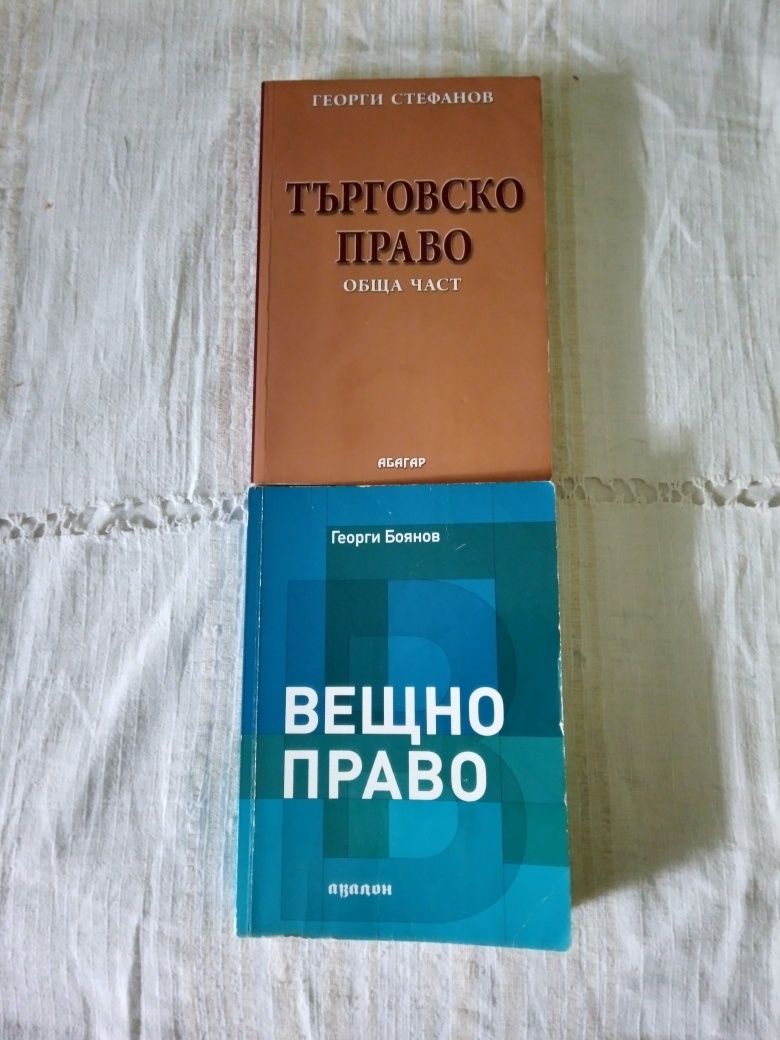 ГЕОРГИ СТЕФАНОВ
ТЪРГОВСКО
ПРАВО
ОБЩА ЧАСТ
АБАГАР
Георги Боянов
ВЕЩНО
ПРАВО
авалон